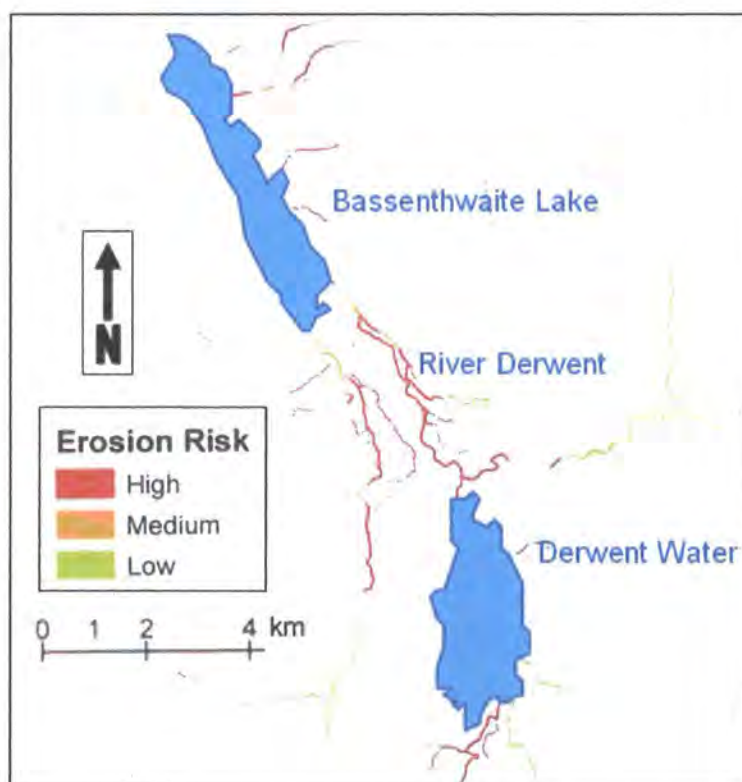 Bassenthwaite Lake
N
River Derwent
Erosion Risk
High
Medium
Low
Derwent Water
0 1 2 4 km